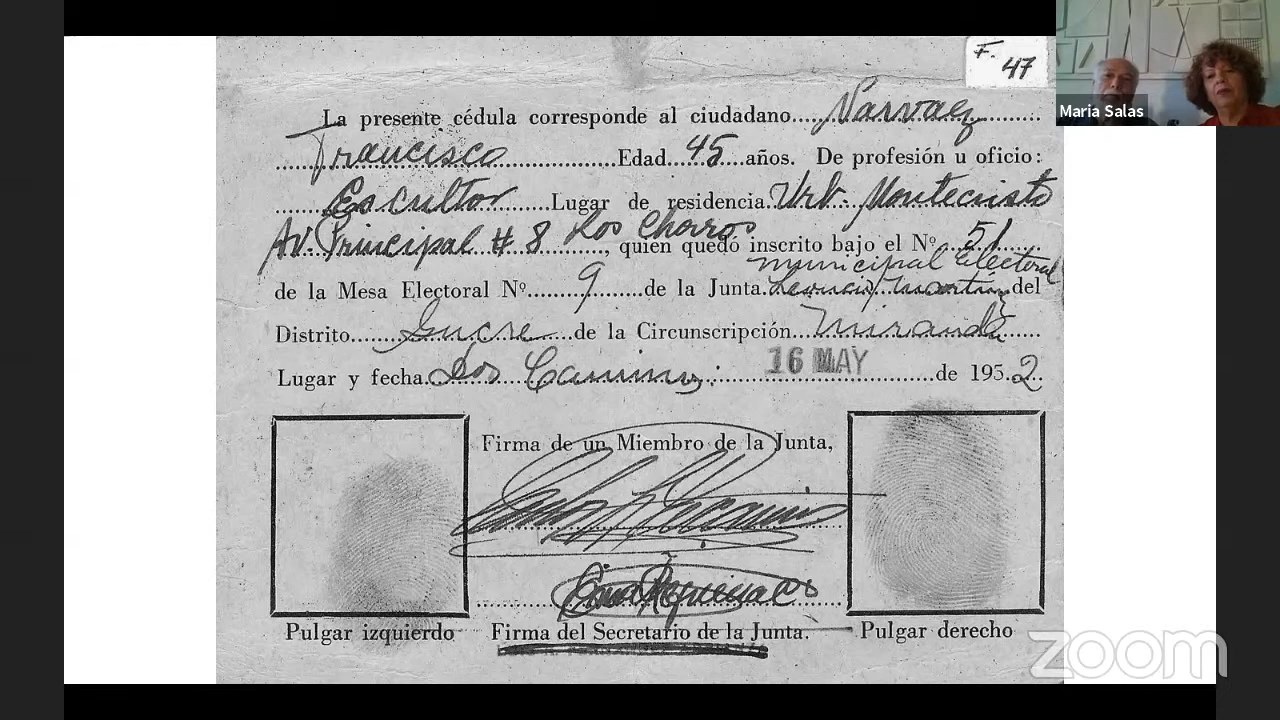 F. 47
Maria Salas
La presente cédula corresponde al ciudadano.....Narvaez
Francisco..............Edad..45..años. De profesión u oficio:
Escultor.....Lugar de residencia.Urb. Montecristo
Av. Principal # 8 Los Chorros, quien quedó inscrito bajo el Nº 51
municipal Electoral
de la Mesa Electoral Nº......9......de la Junta Leoncio Martínez del
Distrito....Sucre...de la Circunscripción...Miranda
Lugar y fecha.Los Caminos 16 MAY de 195.2.
Firma de un Miembro de la Junta,
Pulgar izquierdo Firma del Secretario de la Junta. Pulgar derecho
zoom